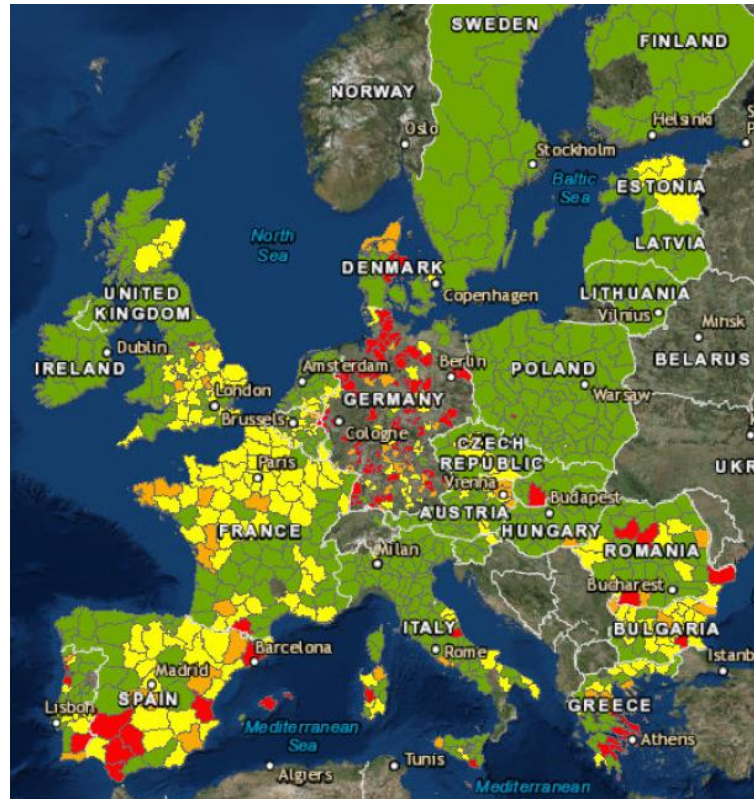 SWEDEN
FINLAND
NORWAY
Helsinki
Oslo
Stockholm
Baltic
Sea
ESTONIA
North
Sea
LATVIA
DENMARK
Copenhagen
LITHUANIA
Vilnius
UNITED
KINGDOM
Minsk
Dublin
IRELAND
BELARUS
Amsterdam
Berlin
POLAND
London
Warsaw
GERMANY
Brussels
Cologne
CZECH
REPUBLIC
UKR
Paris
Vienna
Budapest
AUSTRIA
HUNGARY
FRANCE
ROMANIA
Milan
Bucharest
ITALY
BULGARIA
Barcelona
Rome
Istanb
Madrid
SPAIN
GREECE
Lisbon
Mediterranean
Sea
Athens
Tunis
Algiers
Mediterranean